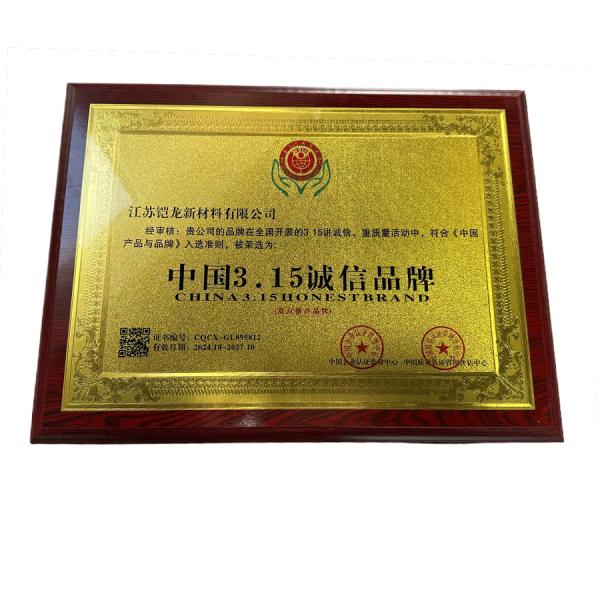 江苏铠龙新材料有限公司
经审核：贵公司的品牌在全国开展的3.15讲诚信、重质量活动中，符合《中国
产品与品牌》入选准则，被荣选为：
中国3.15诚信品牌
CHINA3.15HONESTBRAND
证书编号：CQCX-GL895812
有效日期：2024.10-2027.10